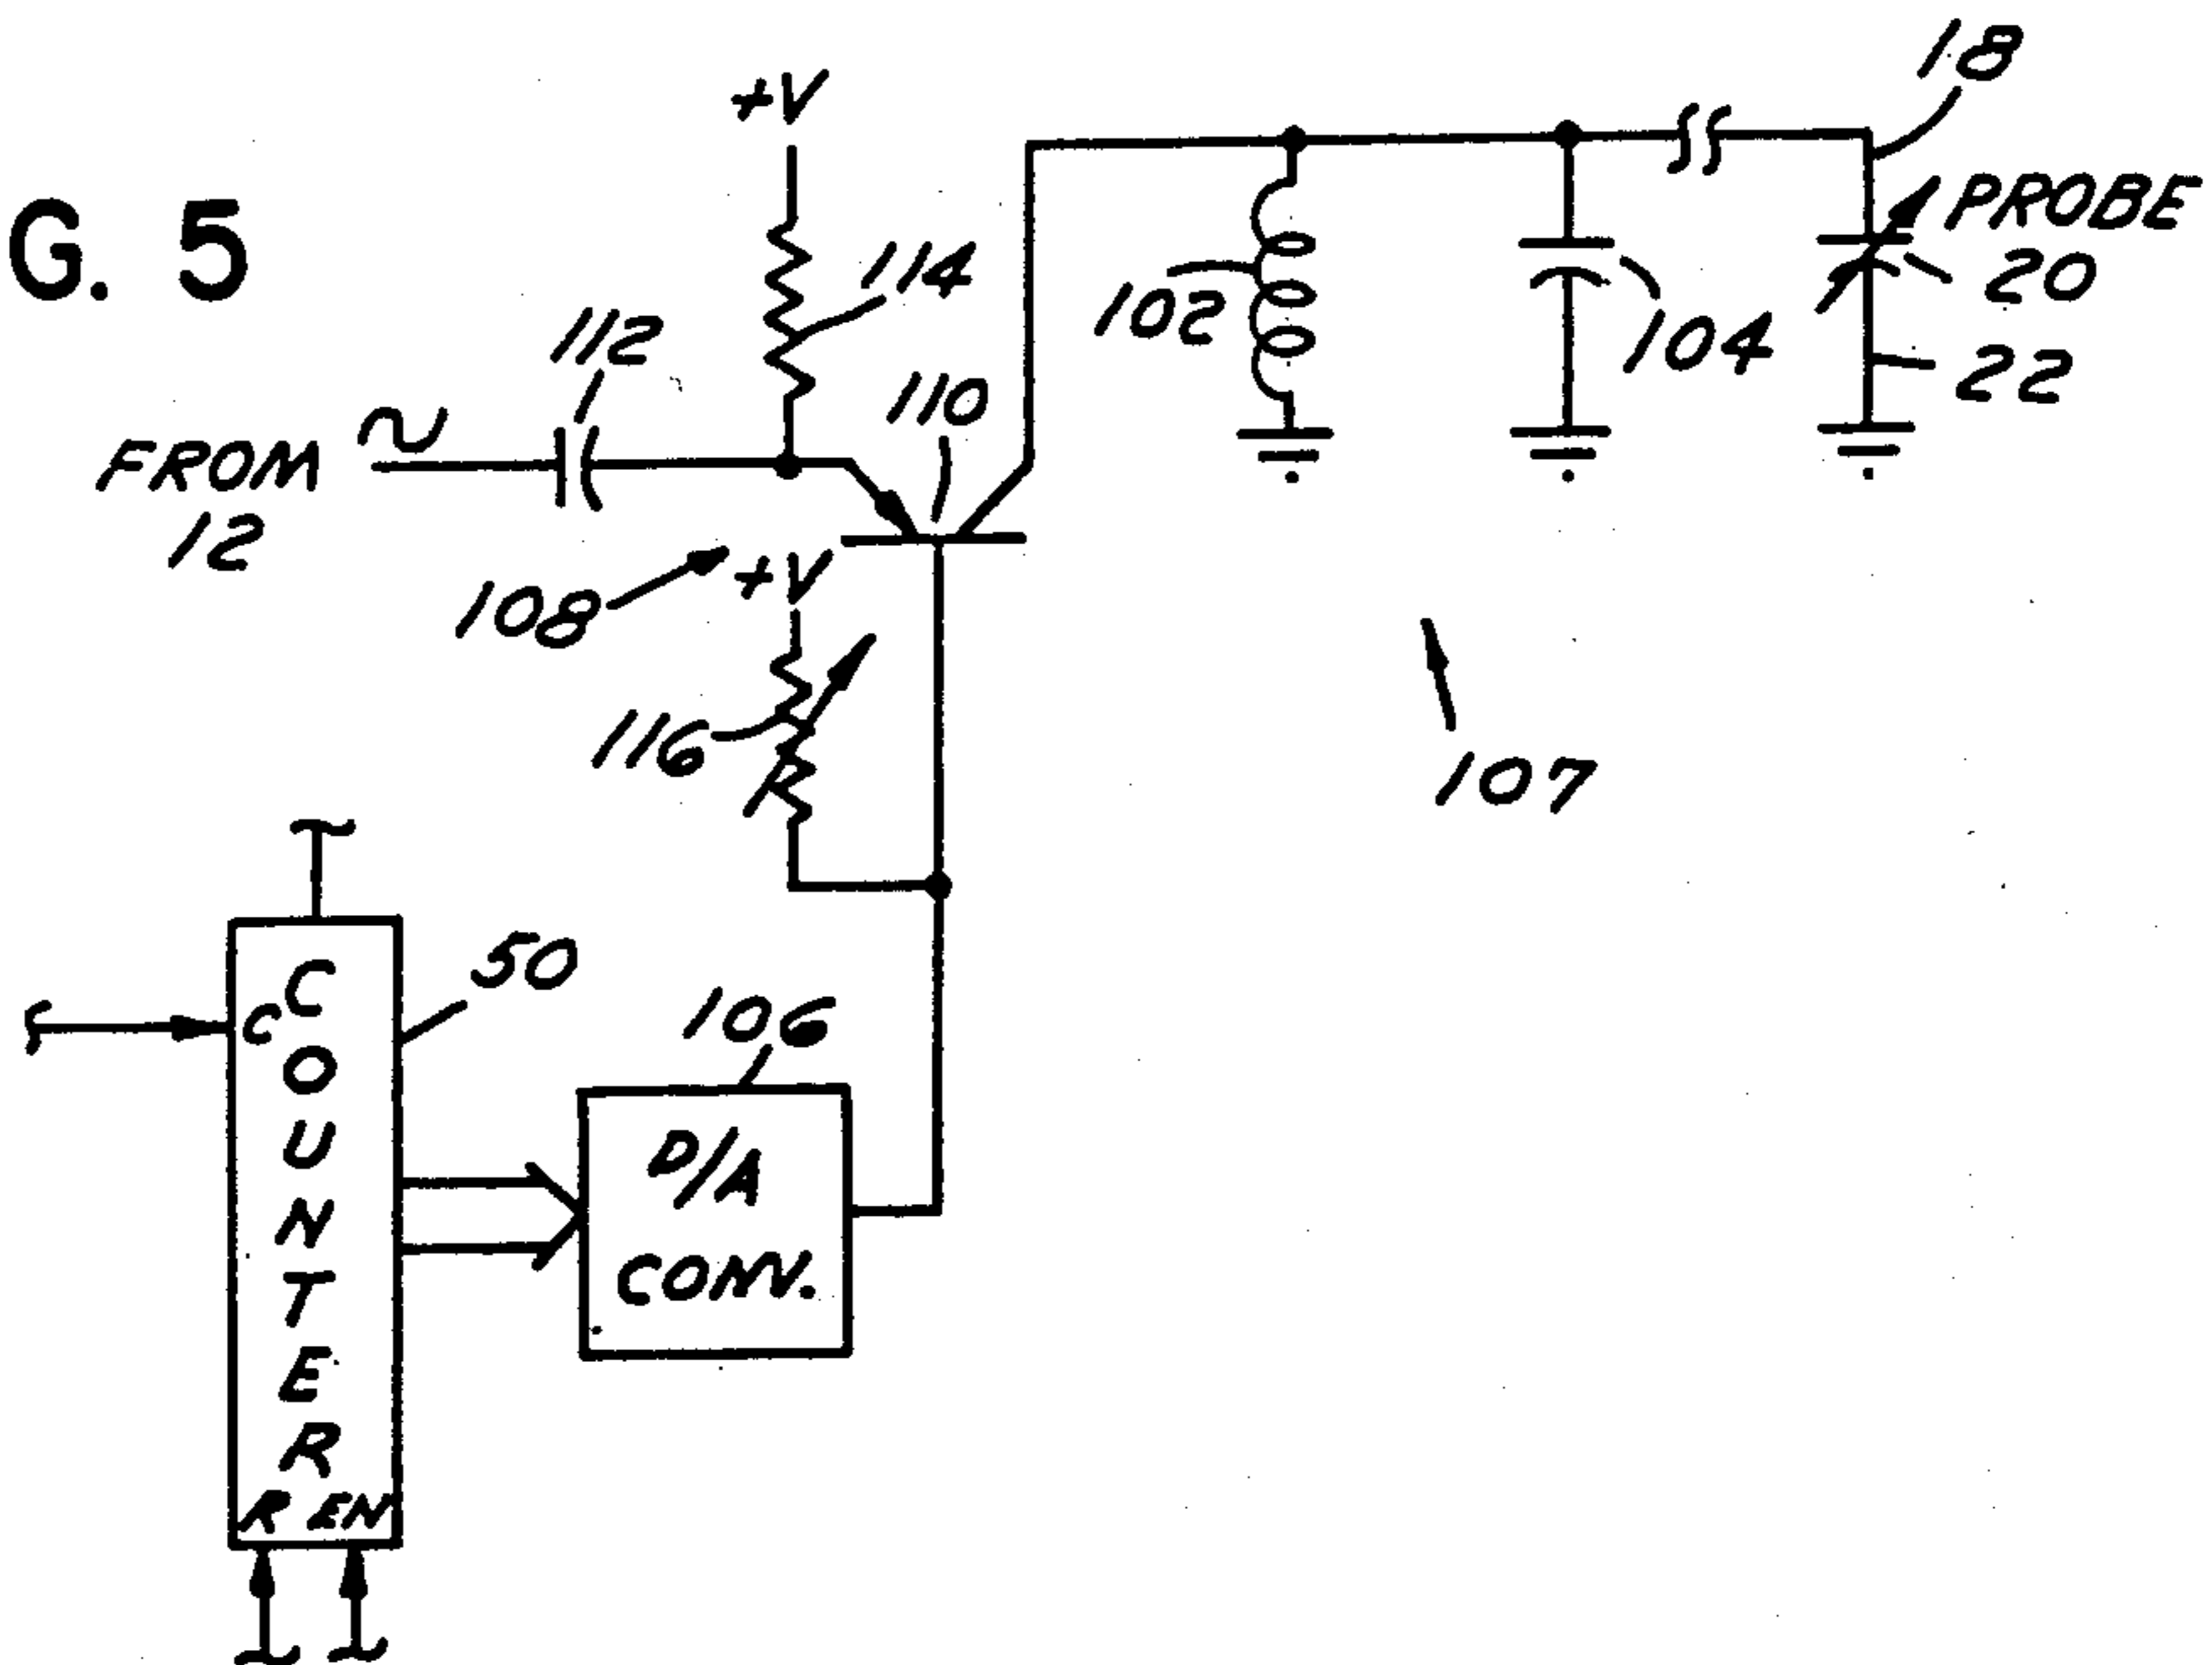 G. 5
+V
18
PROBE
20
22
114
112
110
102
104
FROM
12
108
+V
116
107
50
106
C
COUNTER
R EN
D/A
CONV.